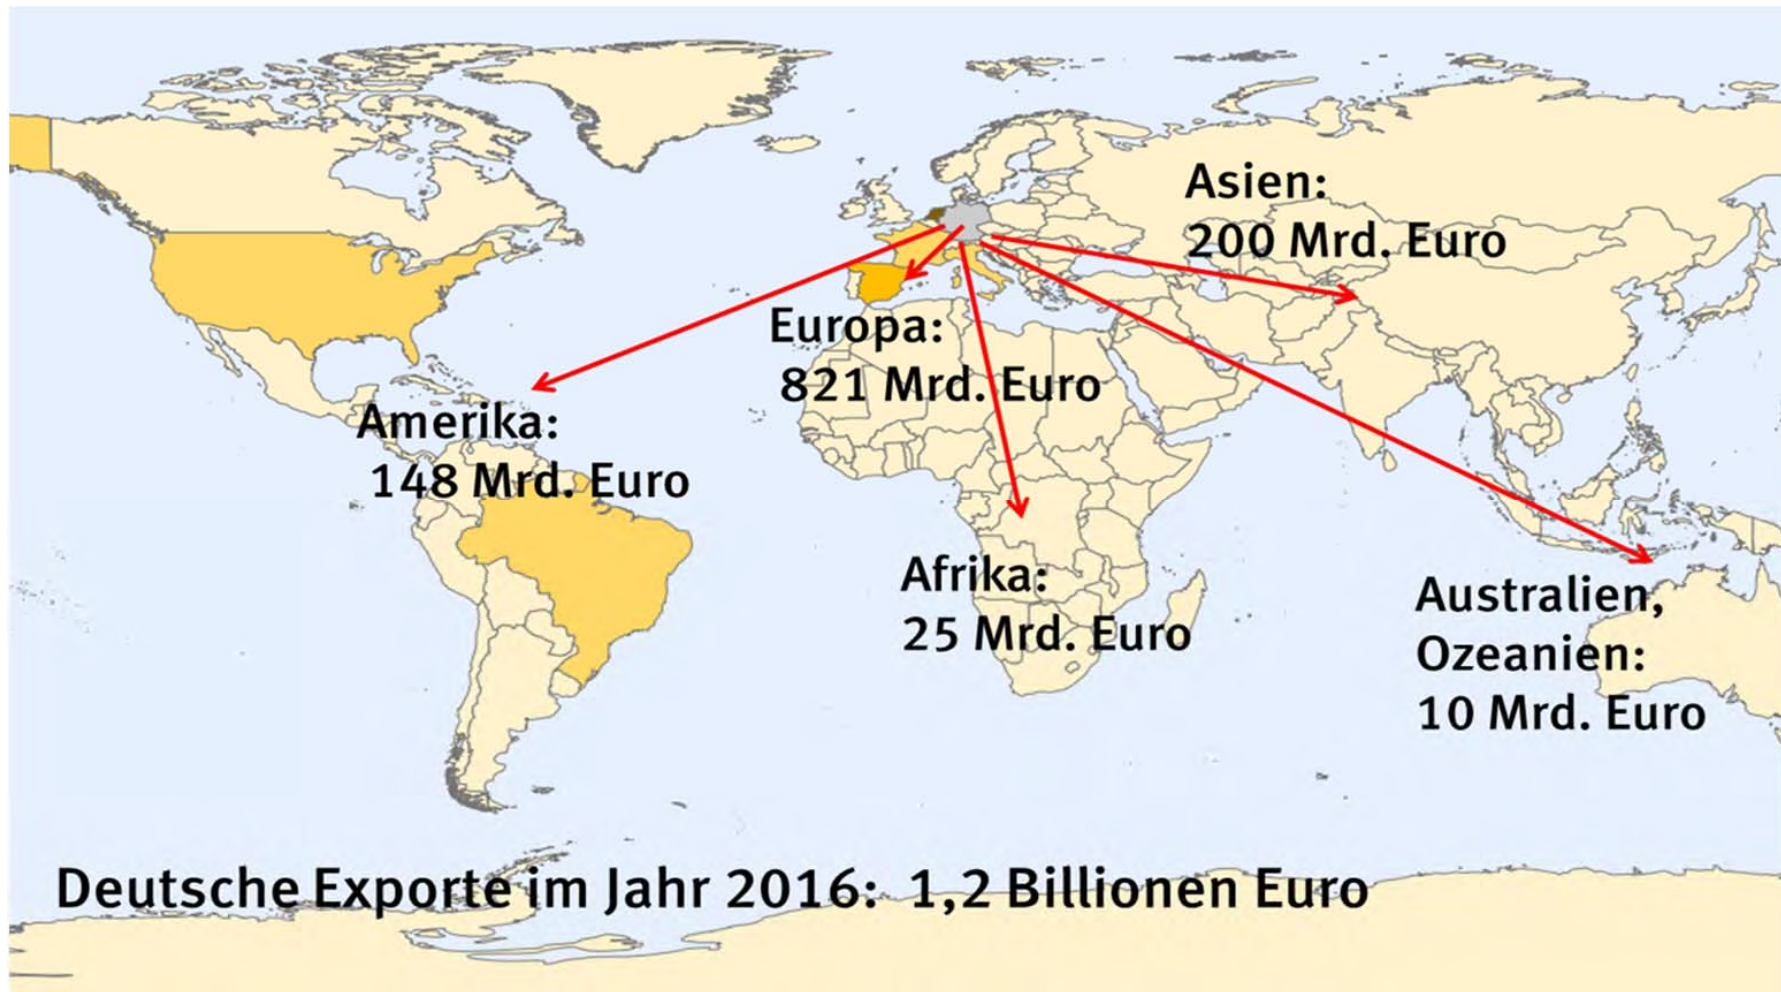 Asien:
200 Mrd. Euro
Europa:
821 Mrd. Euro
Amerika:
148 Mrd. Euro
Afrika:
25 Mrd. Euro
Australien,
Ozeanien:
10 Mrd. Euro
Deutsche Exporte im Jahr 2016: 1,2 Billionen Euro